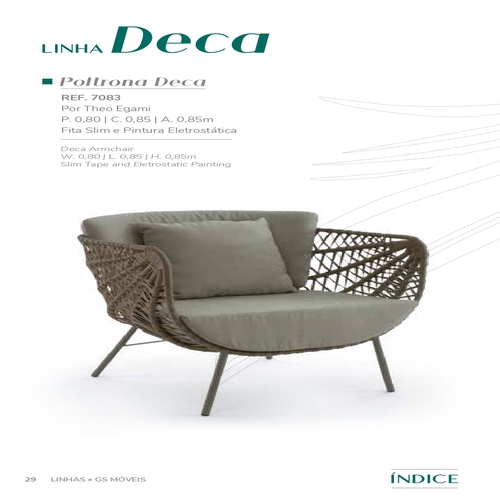 LINHA Deca
Poltrona Deca
REF. 7083
Por Theo Egami
P. 0,80 | C. 0,85 | A. 0,85m
Fita Slim e Pintura Eletrostática
Deca Armchair
W. 0,80 | L. 0,85 | H. 0,85m
Slim Tape and Eletrostatic Painting
29 LINHAS • GS MÓVEIS
ÍNDICE